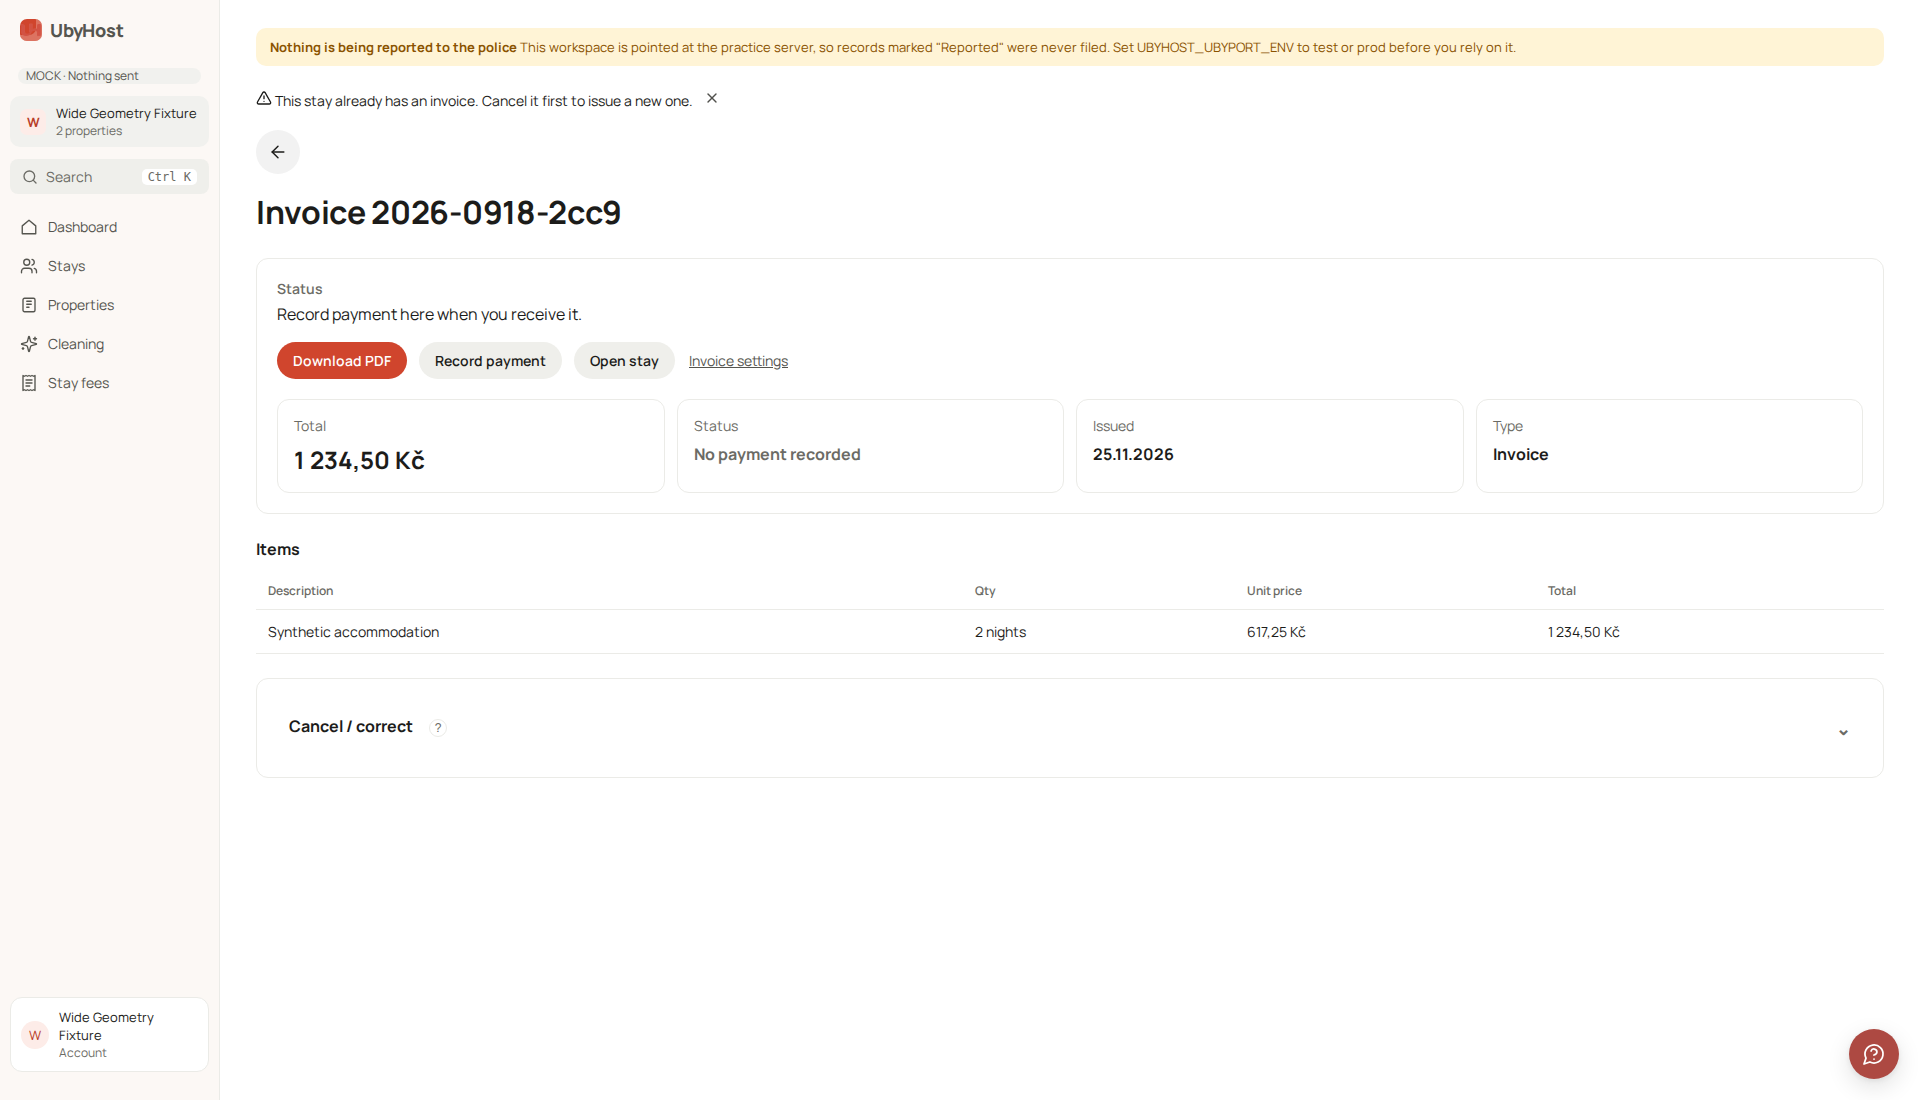 UbyHost
MOCK · Nothing sent
W
Wide Geometry Fixture
2 properties
Search
Ctrl K
Dashboard
Stays
Properties
Cleaning
Stay fees
W
Wide Geometry
Fixture
Account
Nothing is being reported to the police This workspace is pointed at the practice server, so records marked "Reported" were never filed. Set UBYHOST_UBYPORT_ENV to test or prod before you rely on it.
This stay already has an invoice. Cancel it first to issue a new one.
Invoice 2026-0918-2cc9
Status
Record payment here when you receive it.
Download PDF
Record payment
Open stay
Invoice settings
Total
1 234,50 Kč
Status
No payment recorded
Issued
25.11.2026
Type
Invoice
Items
Description Qty Unit price Total
Synthetic accommodation 2 nights 617,25 Kč 1 234,50 Kč
Cancel / correct ?